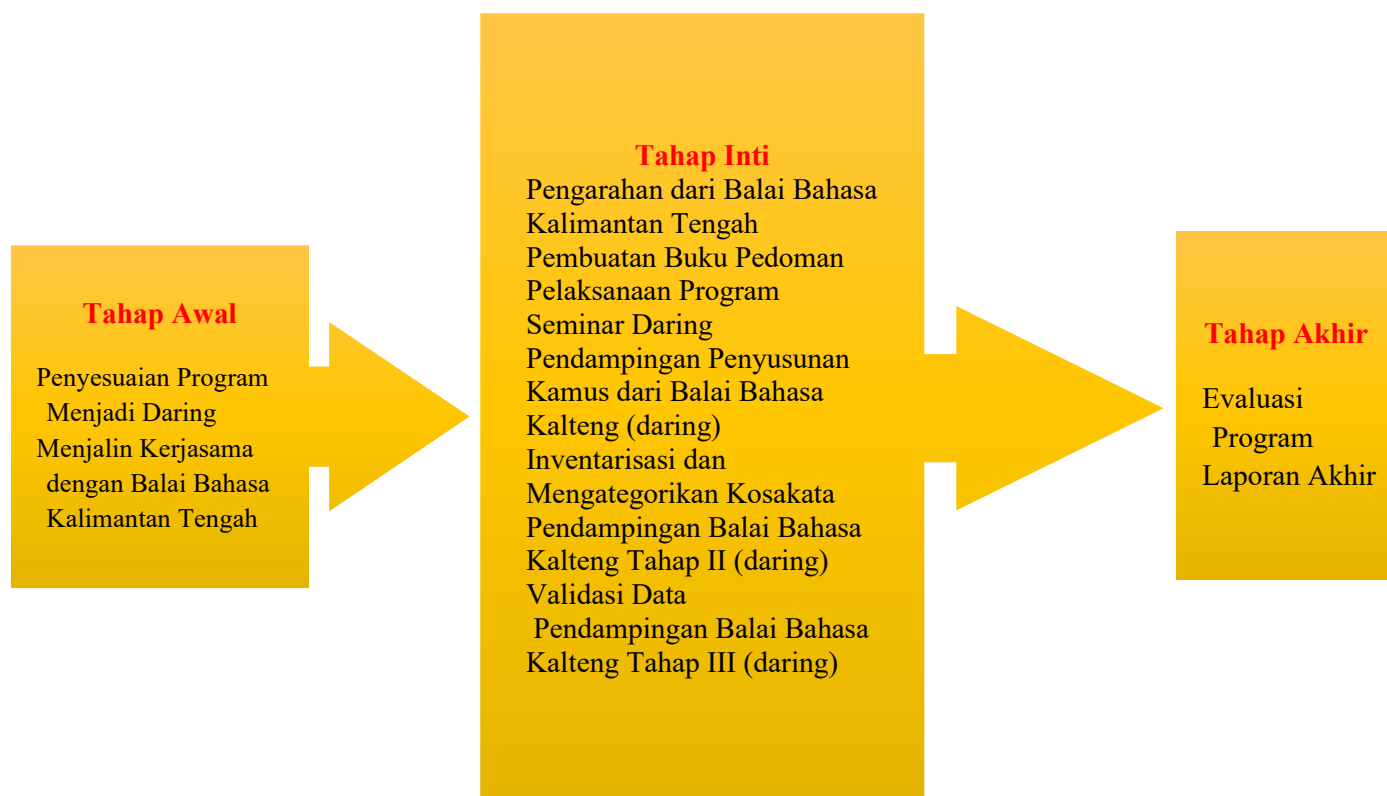 Tahap Awal
Penyesuaian Program
Menjadi Daring
Menjalin Kerjasama
dengan Balai Bahasa
Kalimantan Tengah
Tahap Inti
Pengarahan dari Balai Bahasa
Kalimantan Tengah
Pembuatan Buku Pedoman
Pelaksanaan Program
Seminar Daring
Pendampingan Penyusunan
Kamus dari Balai Bahasa
Kalteng (daring)
Inventarisasi dan
Mengategorikan Kosakata
Pendampingan Balai Bahasa
Kalteng Tahap II (daring)
Validasi Data
Pendampingan Balai Bahasa
Kalteng Tahap III (daring)
Tahap Akhir
Evaluasi
Program
Laporan Akhir